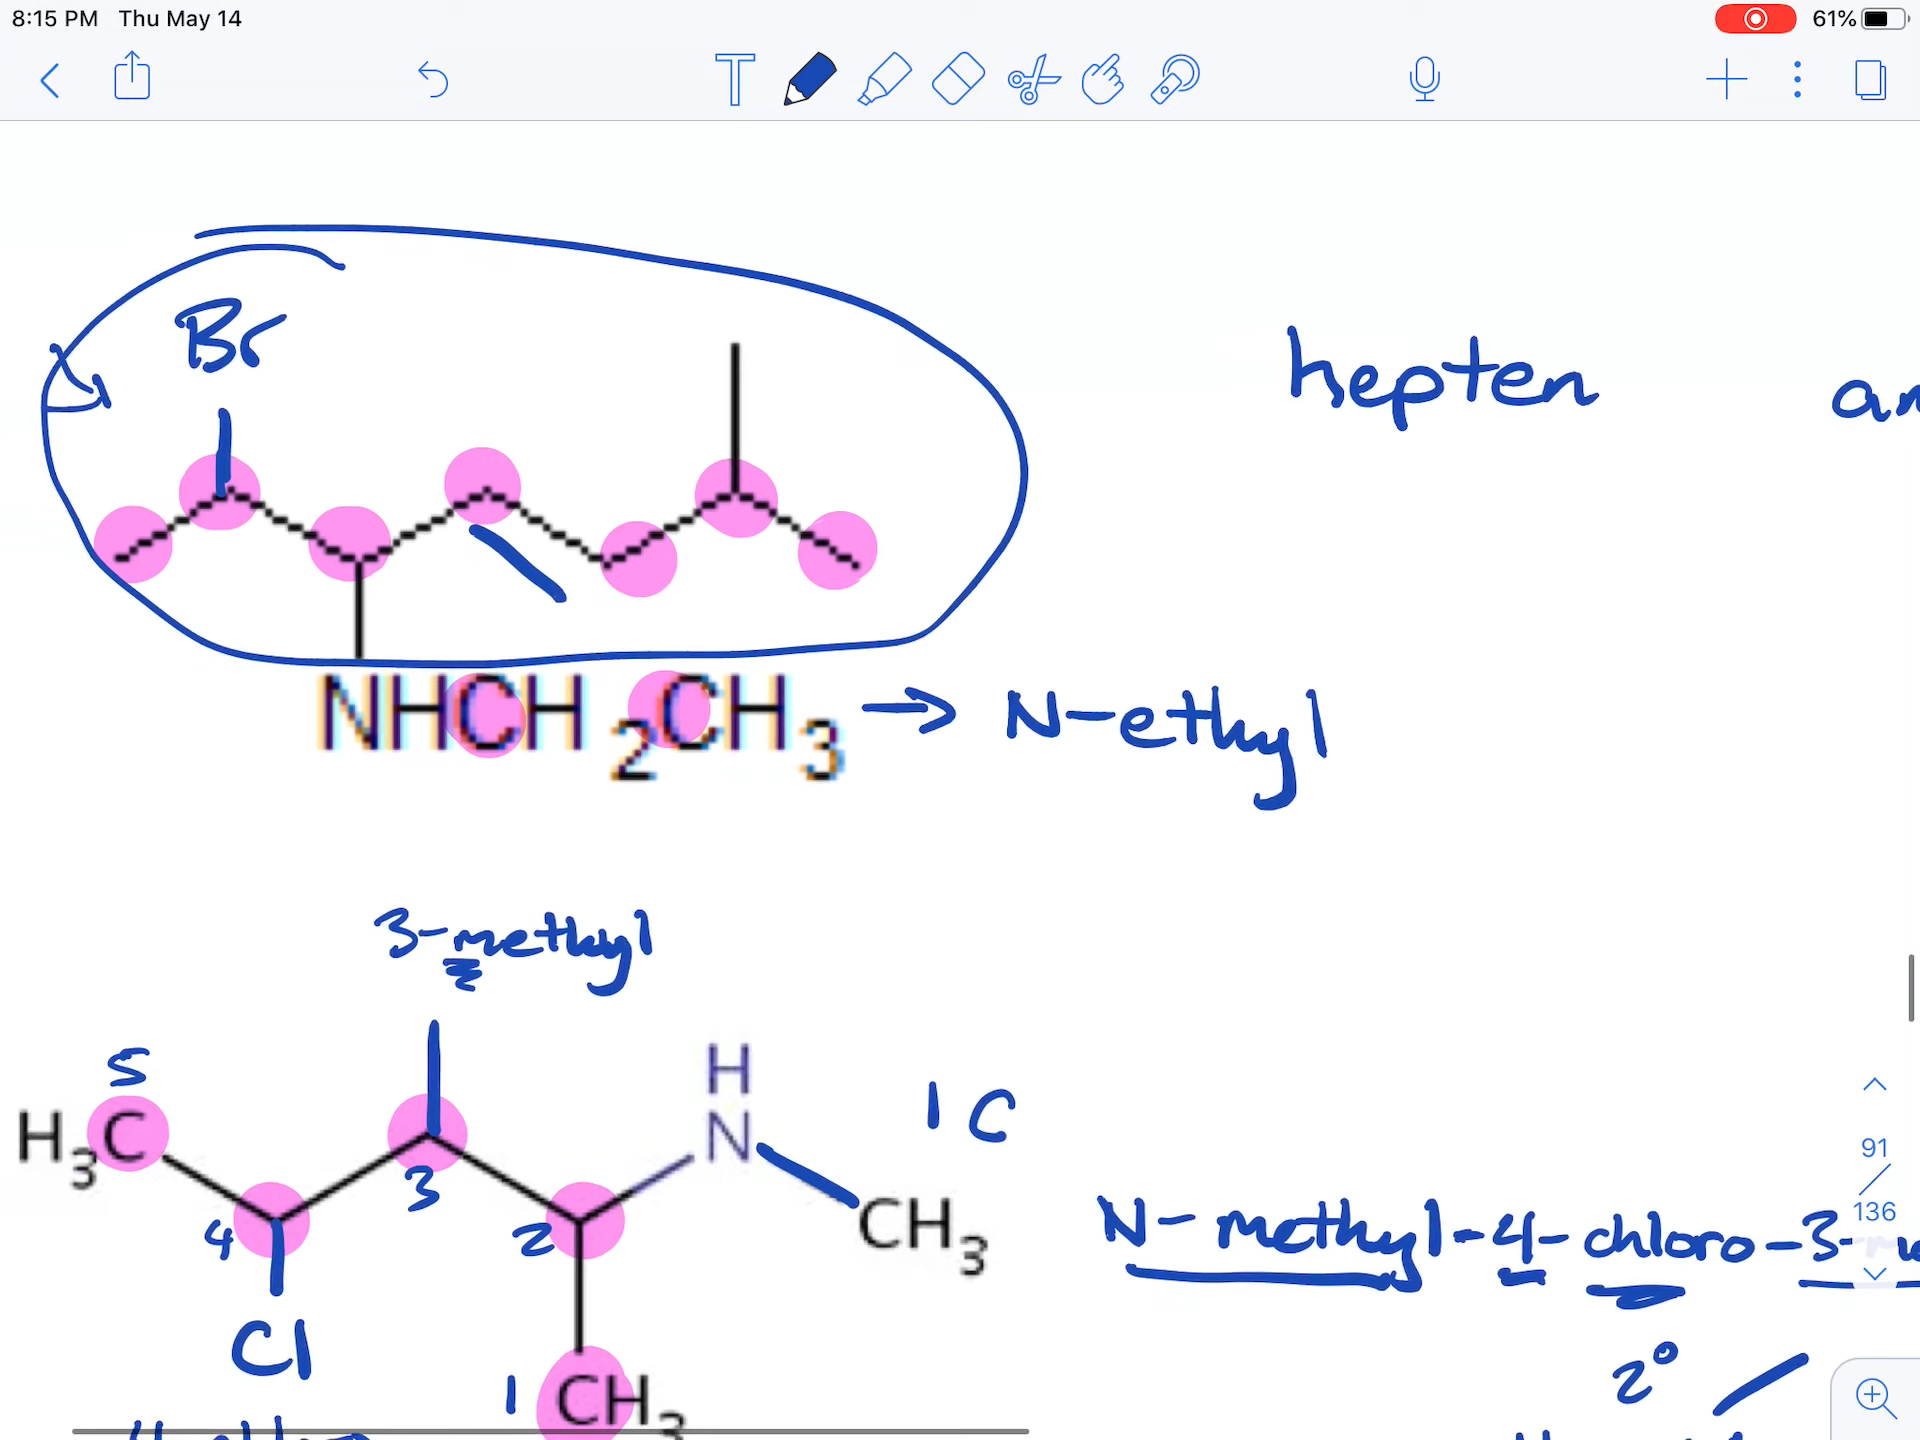 8:15 PM Thu May 14
61%
T
Br
hepten
NHCH2CH3 → N-ethyl
3-methyl
5
H
H3C
N
1 C
3
4
2
CH3
91
136
N-methyl-4-chloro-3-
Cl
2°
1
CH3